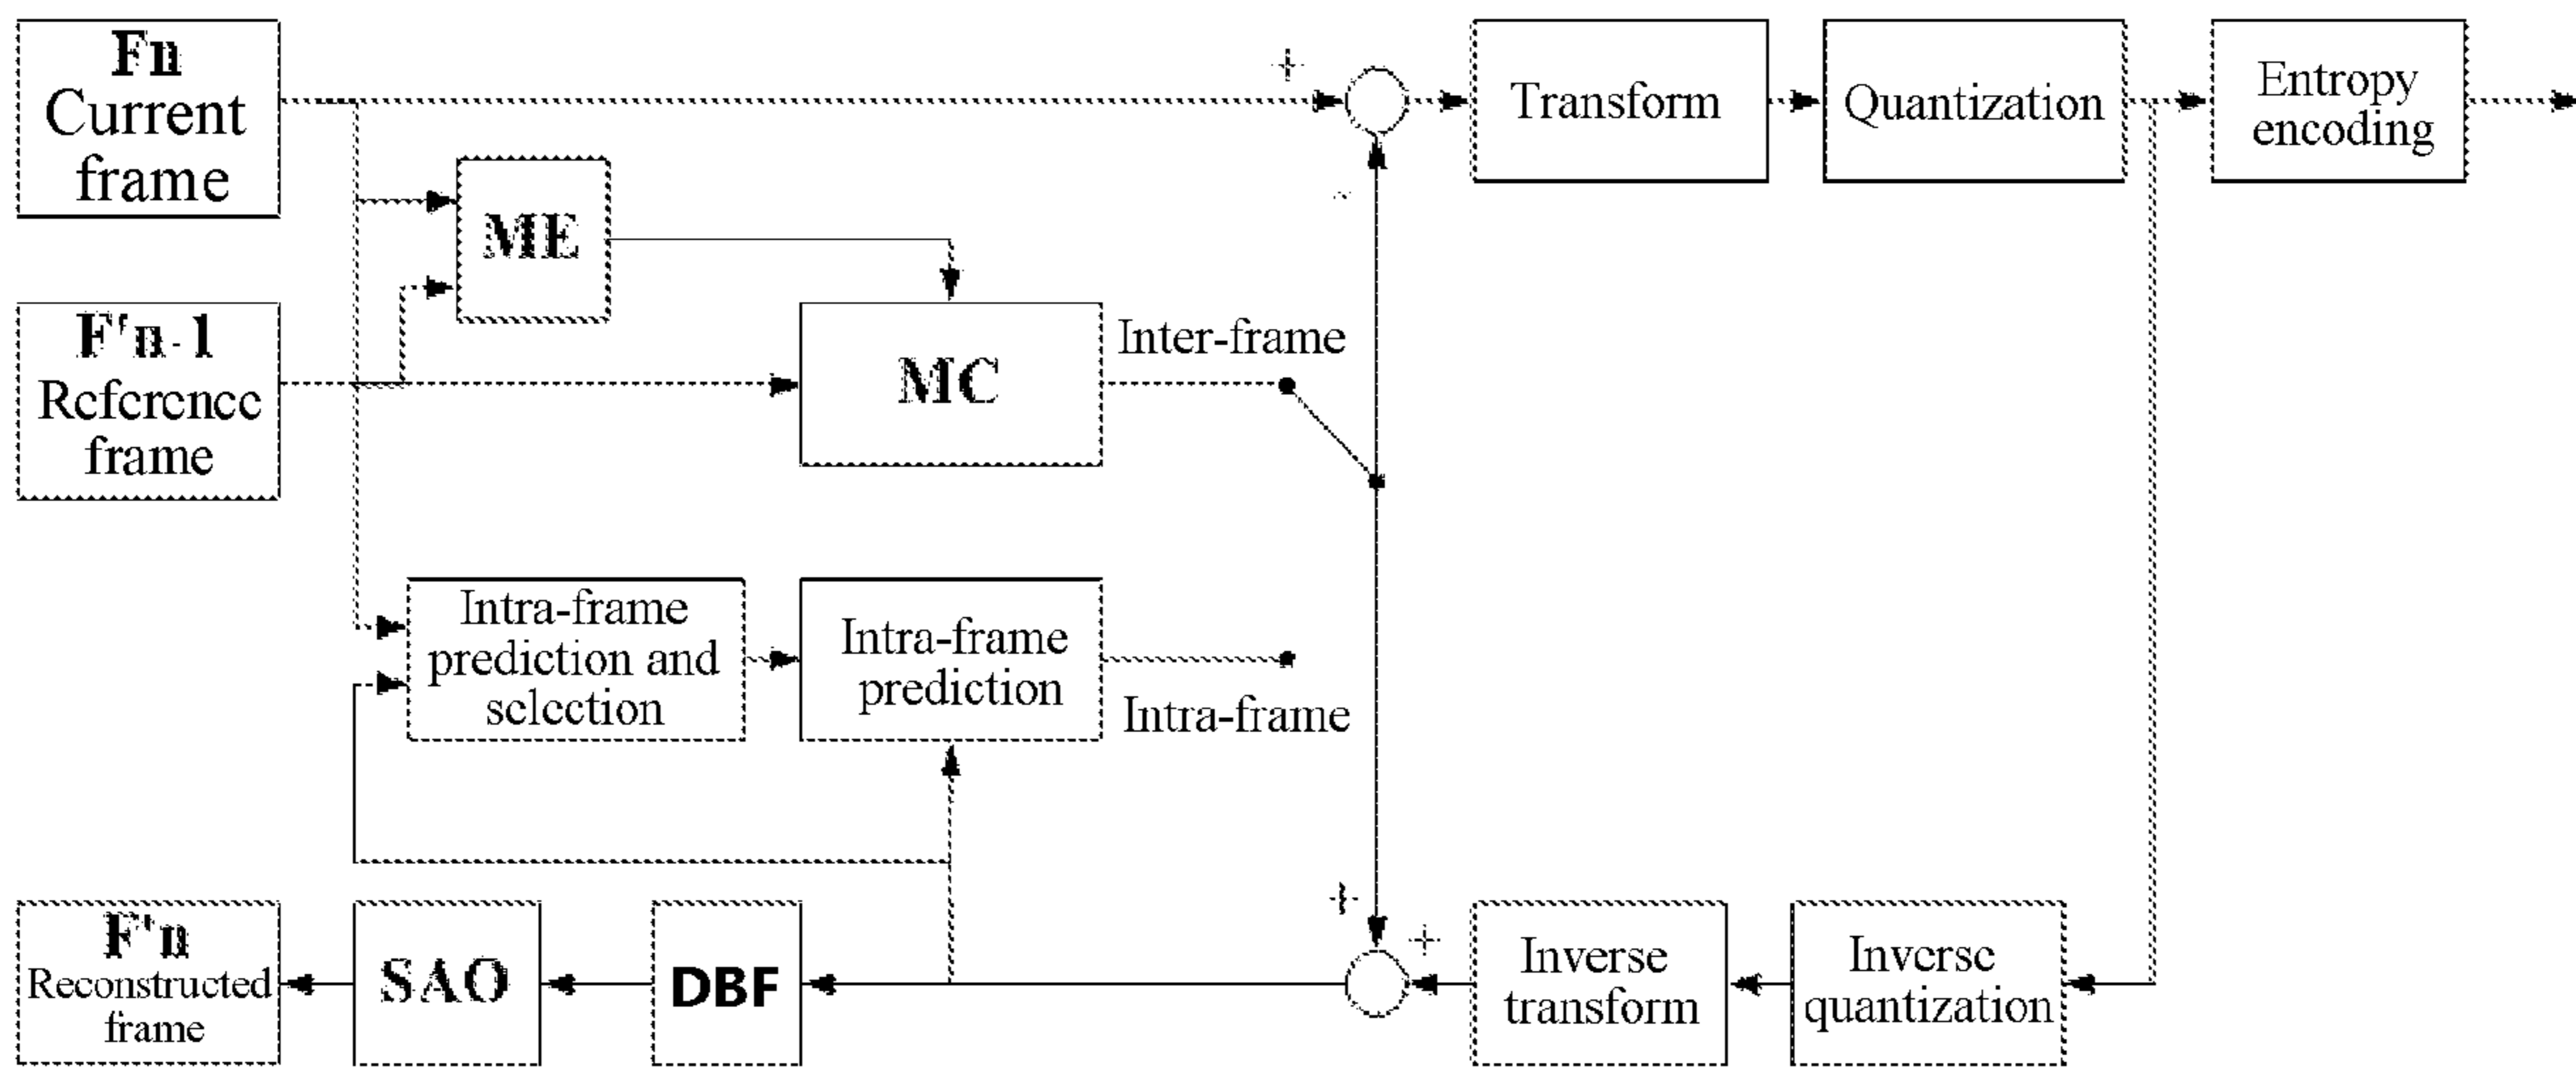 Fn
Current
frame
+
Transform
Quantization
Entropy
encoding
-
ME
F'n-1
Reference
frame
MC
Inter-frame
Intra-frame
prediction and
selection
Intra-frame
prediction
Intra-frame
+
+
F'n
Reconstructed
frame
SAO
DBF
Inverse
transform
Inverse
quantization